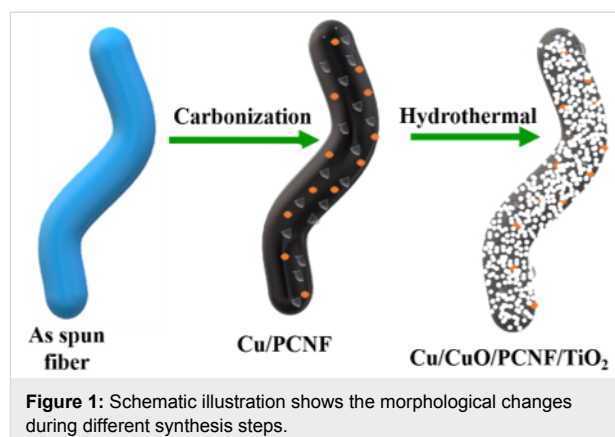 Carbonization
Hydrothermal
As spun
fiber
Cu/PCNF
Cu/CuO/PCNF/TiO₂
Figure 1: Schematic illustration shows the morphological changes
during different synthesis steps.